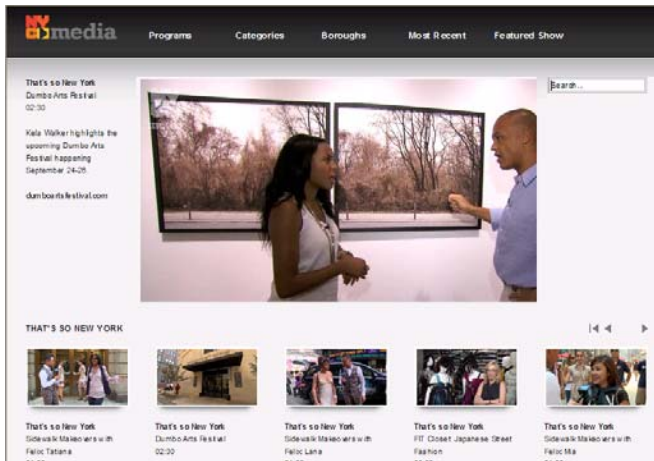 NYC media
Programs Categories Boroughs Most Recent Featured Show
That's so New York
Dumbo Arts Festival
02:30
Kela Walker highlights the
upcoming Dumbo Arts
Festival happening
September 24-26.
dumboartsfestival.com
Search...
THAT'S SO NEW YORK
That's so New York
Sidewalk Makeovers with
Felix: Tatiana
That's so New York
Dumbo Arts Festival
02:30
That's so New York
Sidewalk Makeovers with
Felix: Lana
That's so New York
FIT Closet: Japanese Street
Fashion
That's so New York
Sidewalk Makeovers with
Felix: Mia